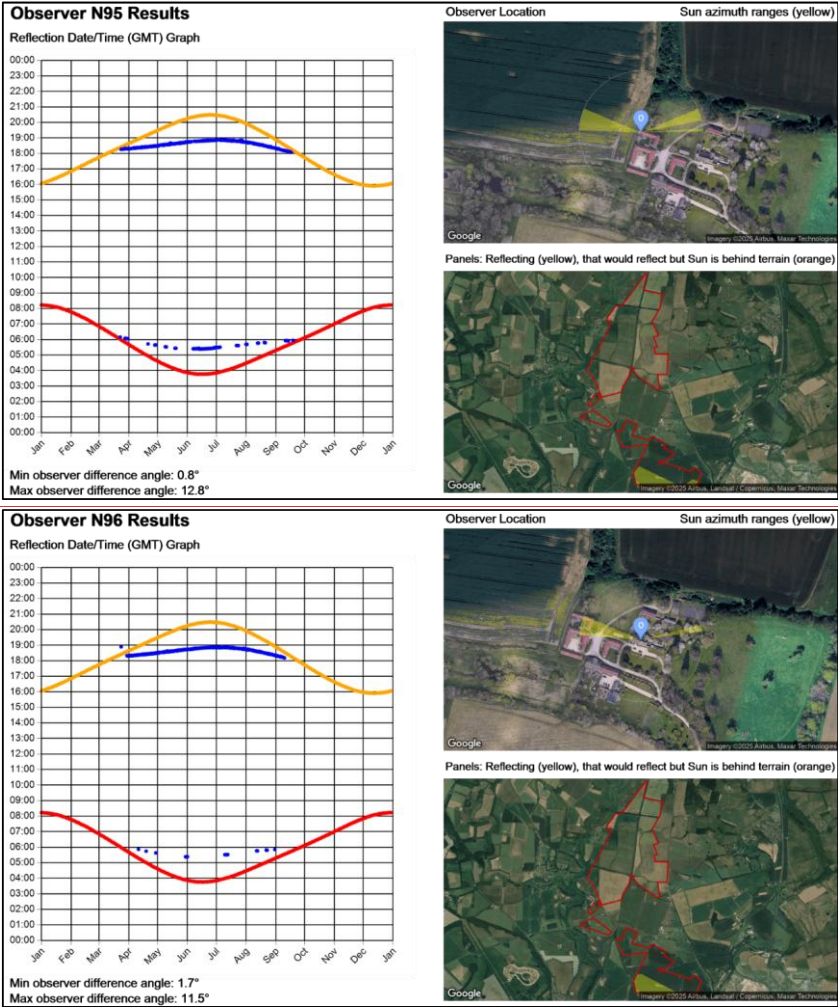 Observer N95 Results
Observer Location Sun azimuth ranges (yellow)
Reflection Date/Time (GMT) Graph
00:00
23:00
22:00
21:00
20:00
19:00
18:00
17:00
16:00
15:00
14:00
13:00
12:00
11:00
10:00
09:00
08:00
07:00
06:00
05:00
04:00
03:00
02:00
01:00
00:00
Jan Feb Mar Apr May Jun Jul Aug Sep Oct Nov Dec Jan
Min observer difference angle: 0.8°
Max observer difference angle: 12.8°
Google
Imagery ©2025 Airbus, Maxar Technologies
Panels: Reflecting (yellow), that would reflect but Sun is behind terrain (orange)
Google
Imagery ©2025 Airbus, Landsat / Copernicus, Maxar Technologies
Observer N96 Results
Observer Location Sun azimuth ranges (yellow)
Reflection Date/Time (GMT) Graph
00:00
23:00
22:00
21:00
20:00
19:00
18:00
17:00
16:00
15:00
14:00
13:00
12:00
11:00
10:00
09:00
08:00
07:00
06:00
05:00
04:00
03:00
02:00
01:00
00:00
Jan Feb Mar Apr May Jun Jul Aug Sep Oct Nov Dec Jan
Min observer difference angle: 1.7°
Max observer difference angle: 11.5°
Google
Imagery ©2025 Airbus, Maxar Technologies
Panels: Reflecting (yellow), that would reflect but Sun is behind terrain (orange)
Google
Imagery ©2025 Airbus, Landsat / Copernicus, Maxar Technologies